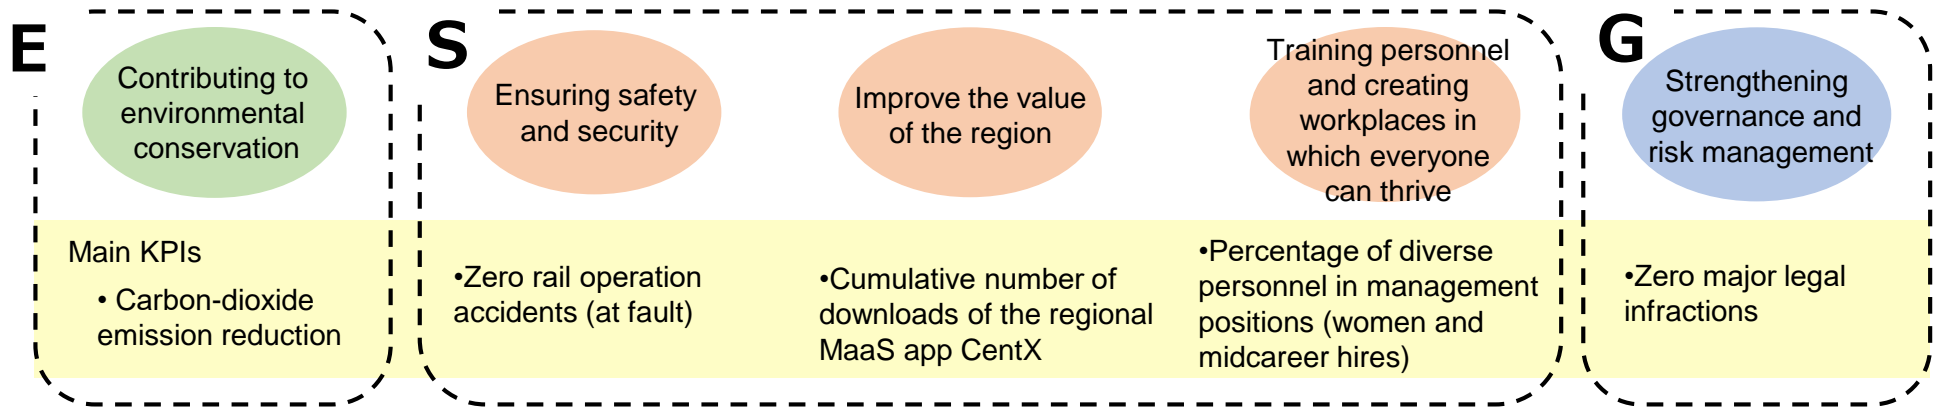 E
Contributing to
environmental
conservation
Main KPIs
• Carbon-dioxide
emission reduction
S
Ensuring safety
and security
•Zero rail operation
accidents (at fault)
Improve the value
of the region
•Cumulative number of
downloads of the regional
MaaS app CentX
Training personnel
and creating
workplaces in
which everyone
can thrive
•Percentage of diverse
personnel in management
positions (women and
midcareer hires)
G
Strengthening
governance and
risk management
•Zero major legal
infractions